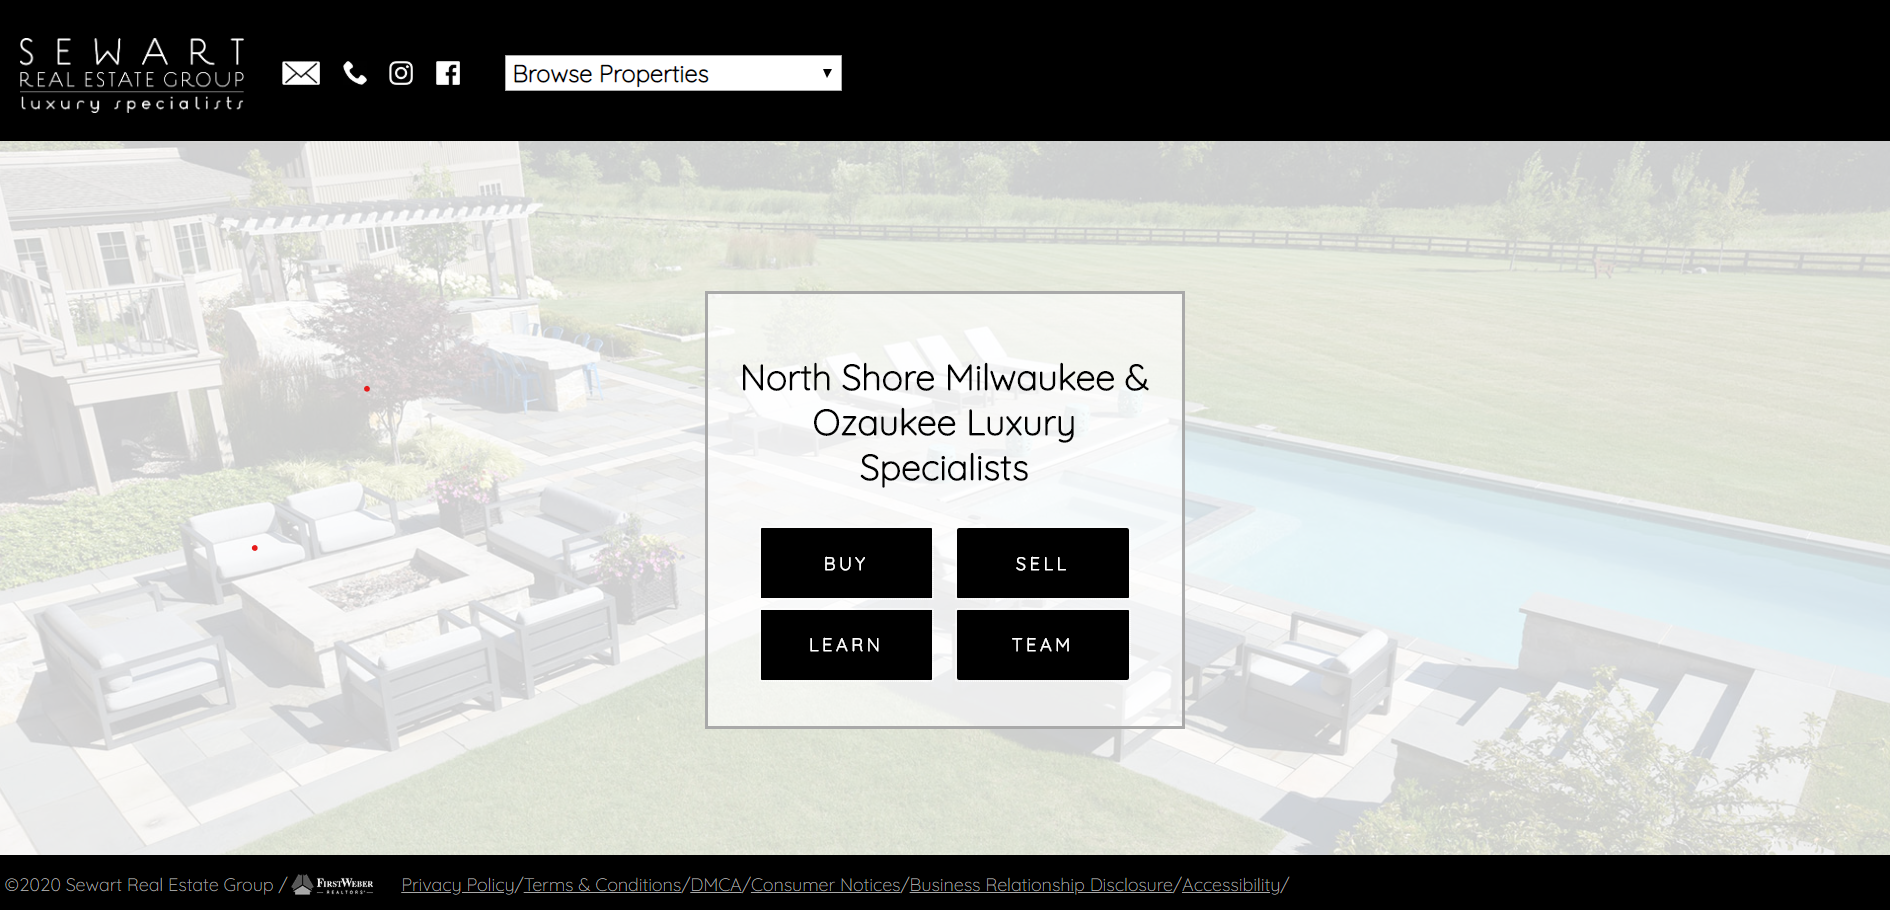 SEWART
REAL ESTATE GROUP
luxury specialists
Browse Properties
North Shore Milwaukee &
Ozaukee Luxury
Specialists
BUY
SELL
LEARN
TEAM
©2020 Sewart Real Estate Group / FIRSTWEBER REALTORS Privacy Policy/Terms & Conditions/DMCA/Consumer Notices/Business Relationship Disclosure/Accessibility/